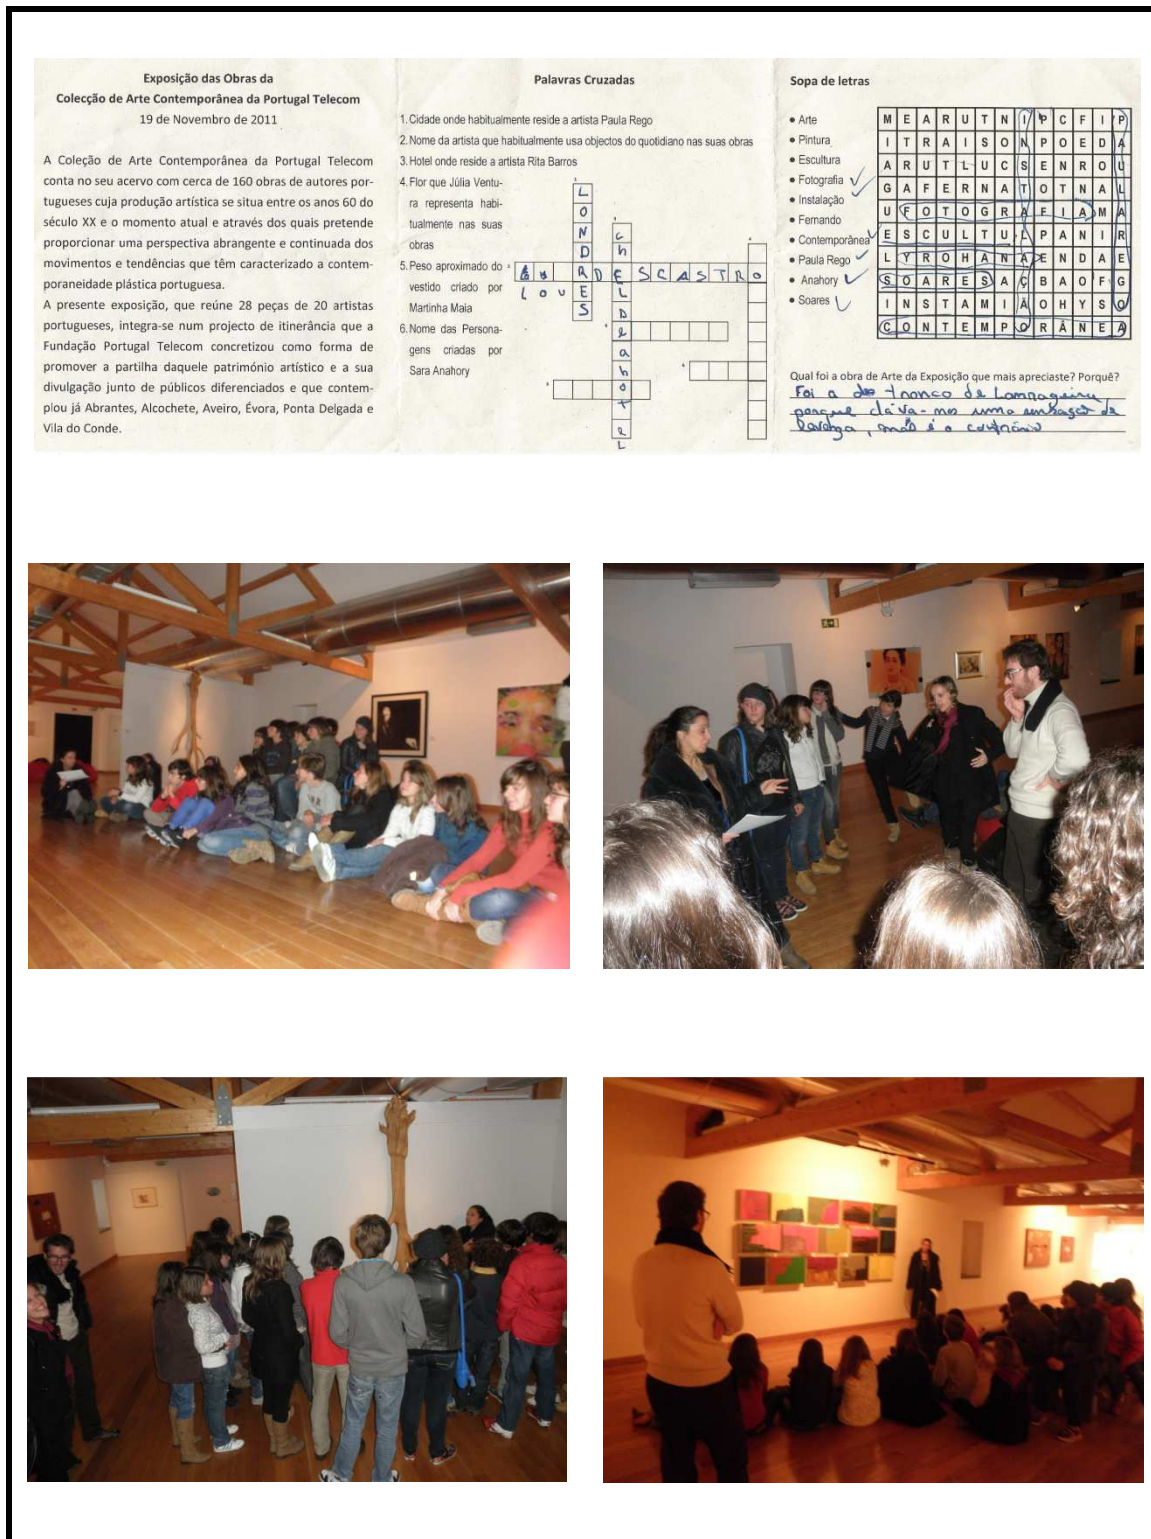 Exposição das Obras da
Colecção de Arte Contemporânea da Portugal Telecom
19 de Novembro de 2011
A Coleção de Arte Contemporânea da Portugal Telecom
conta no seu acervo com cerca de 160 obras de autores por-
tugueses cuja produção artística se situa entre os anos 60 do
século XX e o momento atual e através dos quais pretende
proporcionar uma perspectiva abrangente e continuada dos
movimentos e tendências que têm caracterizado a contem-
poraneidade plástica portuguesa.
A presente exposição, que reúne 28 peças de 20 artistas
portugueses, integra-se num projecto de itinerância que a
Fundação Portugal Telecom concretizou como forma de
promover a partilha daquele património artístico e a sua
divulgação junto de públicos diferenciados e que contem-
plou já Abrantes, Alcochete, Aveiro, Évora, Ponta Delgada e
Vila do Conde.
Palavras Cruzadas
1. Cidade onde habitualmente reside a artista Paula Rego
2. Nome da artista que habitualmente usa objectos do quotidiano nas suas obras
3. Hotel onde reside a artista Rita Barros
4. Flor que Júlia Ventu-
ra representa habi-
tualmente nas suas
obras
5. Peso aproximado do
vestido criado por
Martinha Maia
6. Nome das Persona-
gens criadas por
Sara Anahory
LONDRES
chELDeahotel
RDESCASTRO
lou
Sopa de letras
• Arte
• Pintura
• Escultura
• Fotografia
• Instalação
• Fernando
• Contemporânea
• Paula Rego
• Anahory
• Soares
M E A R U T N I P C F I P
I T R A I S O N P O E D A
A R U T L U C S E N R O U
G A F E R N A T O T N A L
U F O T O G R A F I A M A
E S C U L T U L P A N I R
L Y R O H A N A E N D A E
S O A R E S A Ç B A O F G
I N S T A M I Ã O H Y S O
C O N T E M P O R Â N E A
Qual foi a obra de Arte da Exposição que mais apreciaste? Porquê?
Foi a do tronco de
porque dáva-nos uma de
, mas é o contrário